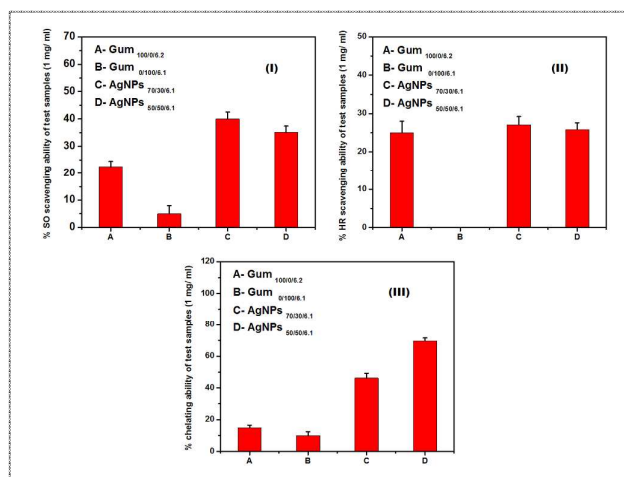 % SO scavenging ability of test samples (1 mg/ ml)
70
60
50
40
30
20
10
0
A- Gum 100/0/6.2
B- Gum 0/100/6.1
C- AgNPs 70/30/6.1
D- AgNPs 50/50/6.1
(I)
A B C D
% HR scavenging ability of test samples (1 mg/ ml)
50
40
30
20
10
0
A- Gum 100/0/6.2
B- Gum 0/100/6.1
C- AgNPs 70/30/6.1
D- AgNPs 50/50/6.1
(II)
A B C D
% chelating ability of test samples (1 mg/ ml)
120
100
80
60
40
20
0
A- Gum 100/0/6.2
B- Gum 0/100/6.1
C- AgNPs 70/30/6.1
D- AgNPs 50/50/6.1
(III)
A B C D